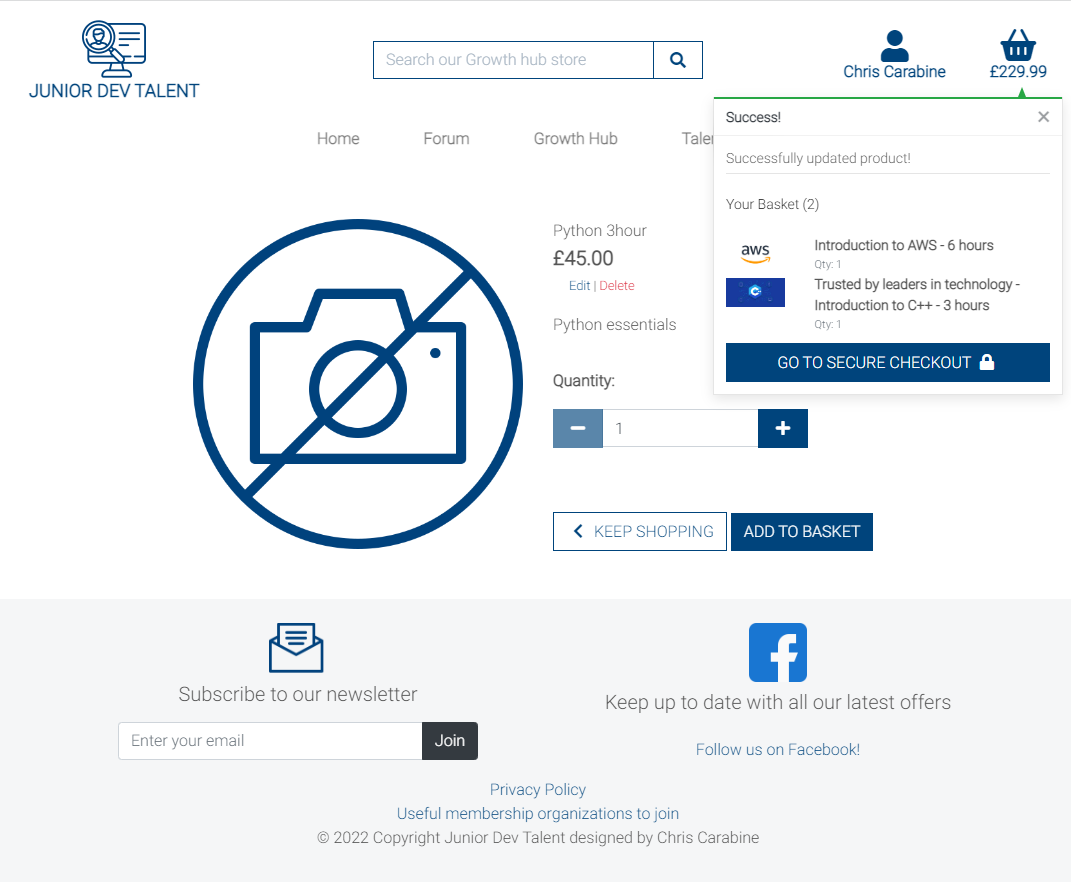 JUNIOR DEV TALENT
Search our Growth hub store
Chris Carabine
£229.99
Home
Forum
Growth Hub
Success!
×
Successfully updated product!
Your Basket (2)
aws
Introduction to AWS - 6 hours
Qty: 1
Trusted by leaders in technology -
Introduction to C++ - 3 hours
Qty: 1
GO TO SECURE CHECKOUT
Python 3hour
£45.00
Edit | Delete
Python essentials
Quantity:
1
KEEP SHOPPING
ADD TO BASKET
Subscribe to our newsletter
Enter your email
Join
Keep up to date with all our latest offers
Follow us on Facebook!
Privacy Policy
Useful membership organizations to join
© 2022 Copyright Junior Dev Talent designed by Chris Carabine